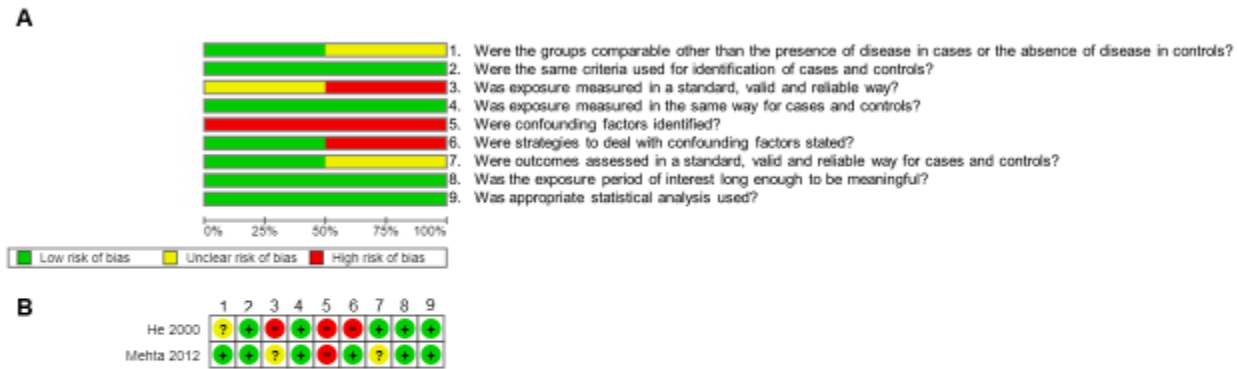 A
1. Were the groups comparable other than the presence of disease in cases or the absence of disease in controls?
2. Were the same criteria used for identification of cases and controls?
3. Was exposure measured in a standard, valid and reliable way?
4. Was exposure measured in the same way for cases and controls?
5. Were confounding factors identified?
6. Were strategies to deal with confounding factors stated?
7. Were outcomes assessed in a standard, valid and reliable way for cases and controls?
8. Was the exposure period of interest long enough to be meaningful?
9. Was appropriate statistical analysis used?
0% 25% 50% 75% 100%
Low risk of bias Unclear risk of bias High risk of bias
B
1 2 3 4 5 6 7 8 9
He 2000 ? + - + - - + + +
Mehta 2012 + + ? + - + ? + +